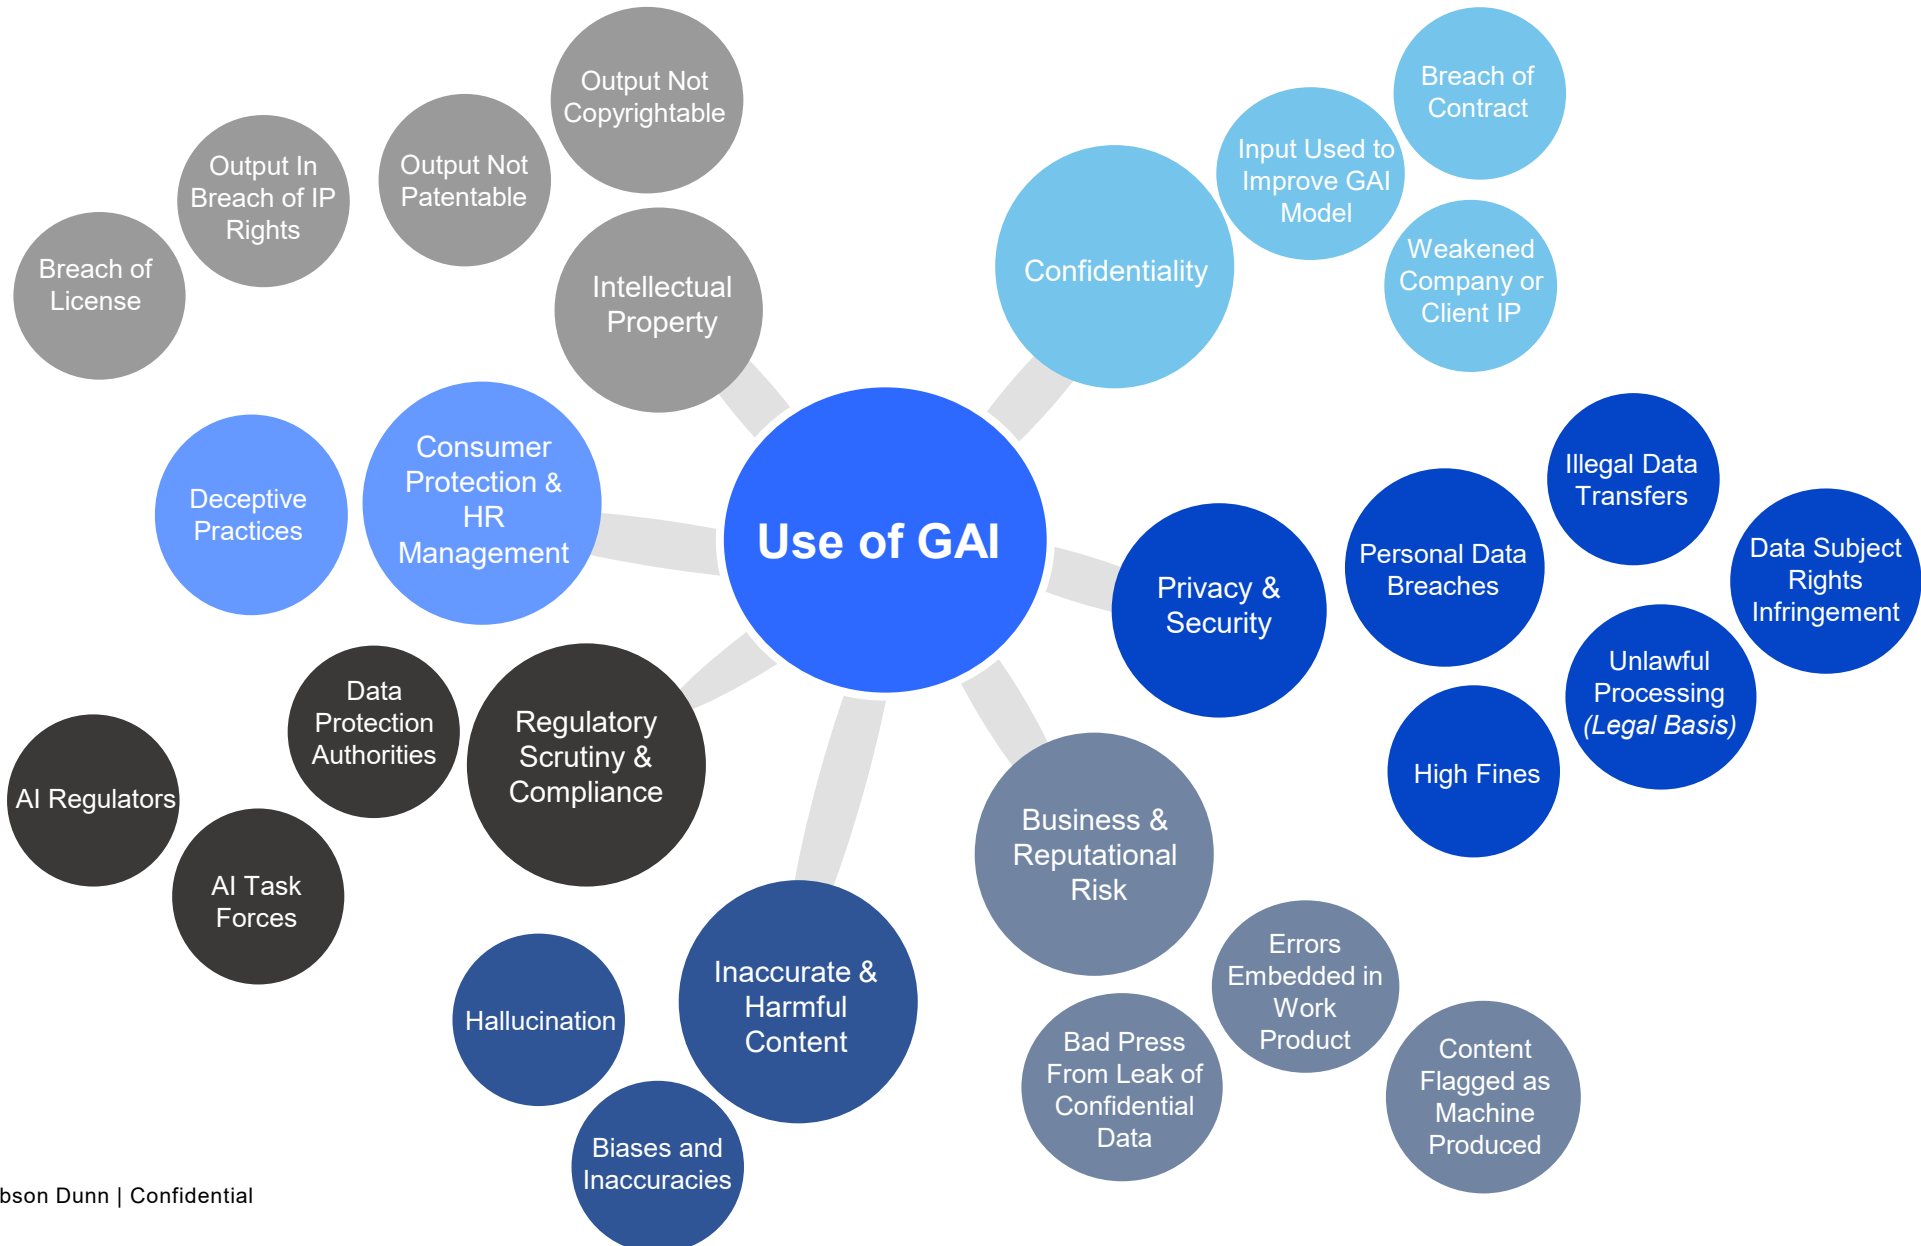 Output Not
Copyrightable
Output Not
Patentable
Output In
Breach of IP
Rights
Breach of
License
Intellectual
Property
Breach of
Contract
Input Used to
Improve GAI
Model
Weakened
Company or
Client IP
Confidentiality
Consumer
Protection &
HR
Management
Deceptive
Practices
Use of GAI
Illegal Data
Transfers
Personal Data
Breaches
Data Subject
Rights
Infringement
Privacy &
Security
Unlawful
Processing
(Legal Basis)
High Fines
Data
Protection
Authorities
Regulatory
Scrutiny &
Compliance
AI Regulators
AI Task
Forces
Business &
Reputational
Risk
Errors
Embedded in
Work
Product
Bad Press
From Leak of
Confidential
Data
Content
Flagged as
Machine
Produced
Inaccurate &
Harmful
Content
Hallucination
Biases and
Inaccuracies
bson Dunn | Confidential